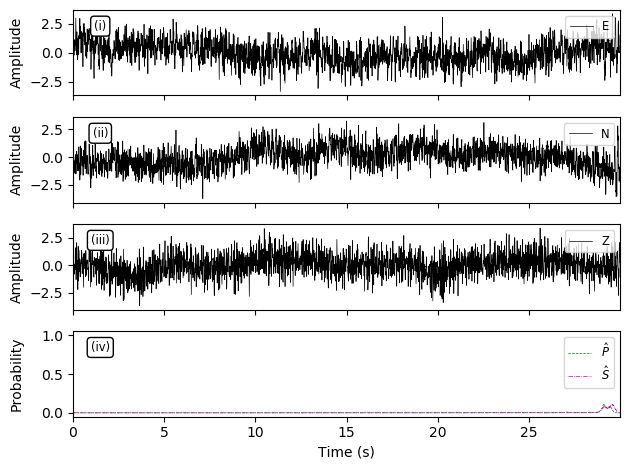 Amplitude
2.5
0.0
−2.5
(i)
E
Amplitude
2.5
0.0
−2.5
(ii)
N
Amplitude
2.5
0.0
−2.5
(iii)
Z
Probability
1.0
0.5
0.0
(iv)
P̂
Ŝ
0 5 10 15 20 25
Time (s)